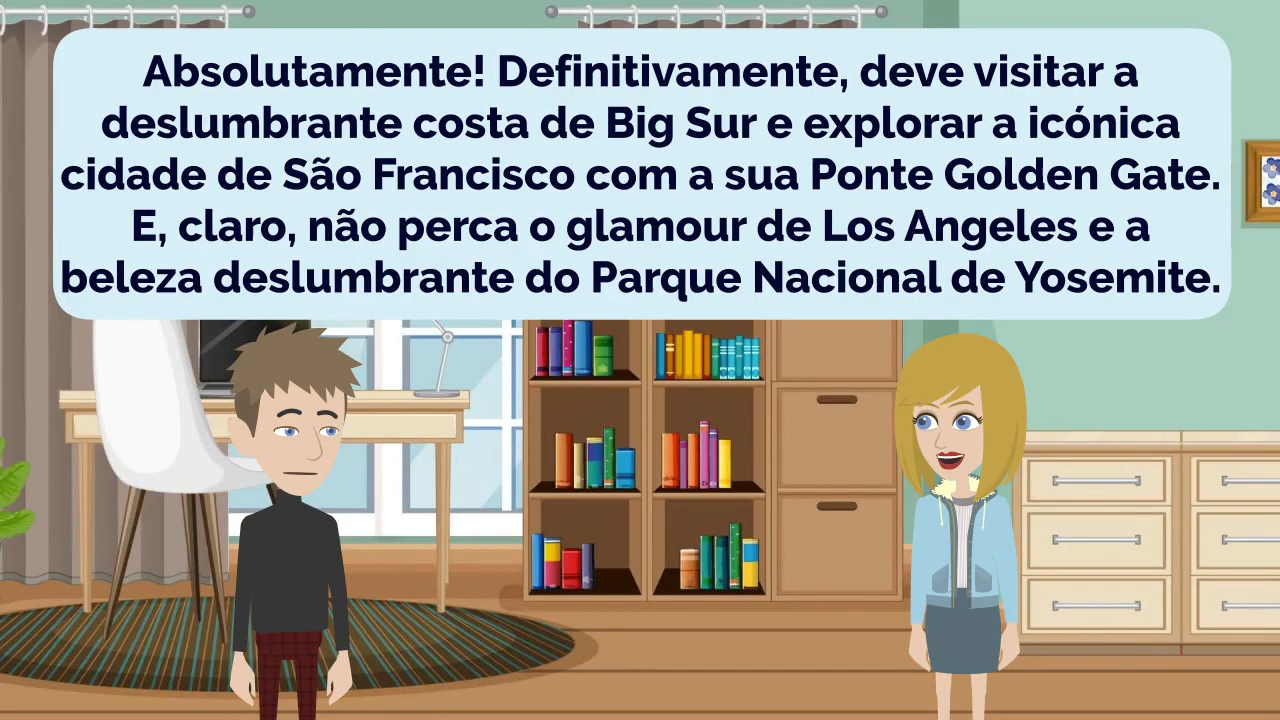 Absolutamente! Definitivamente, deve visitar a
deslumbrante costa de Big Sur e explorar a icónica
cidade de São Francisco com a sua Ponte Golden Gate.
E, claro, não perca o glamour de Los Angeles e a
beleza deslumbrante do Parque Nacional de Yosemite.